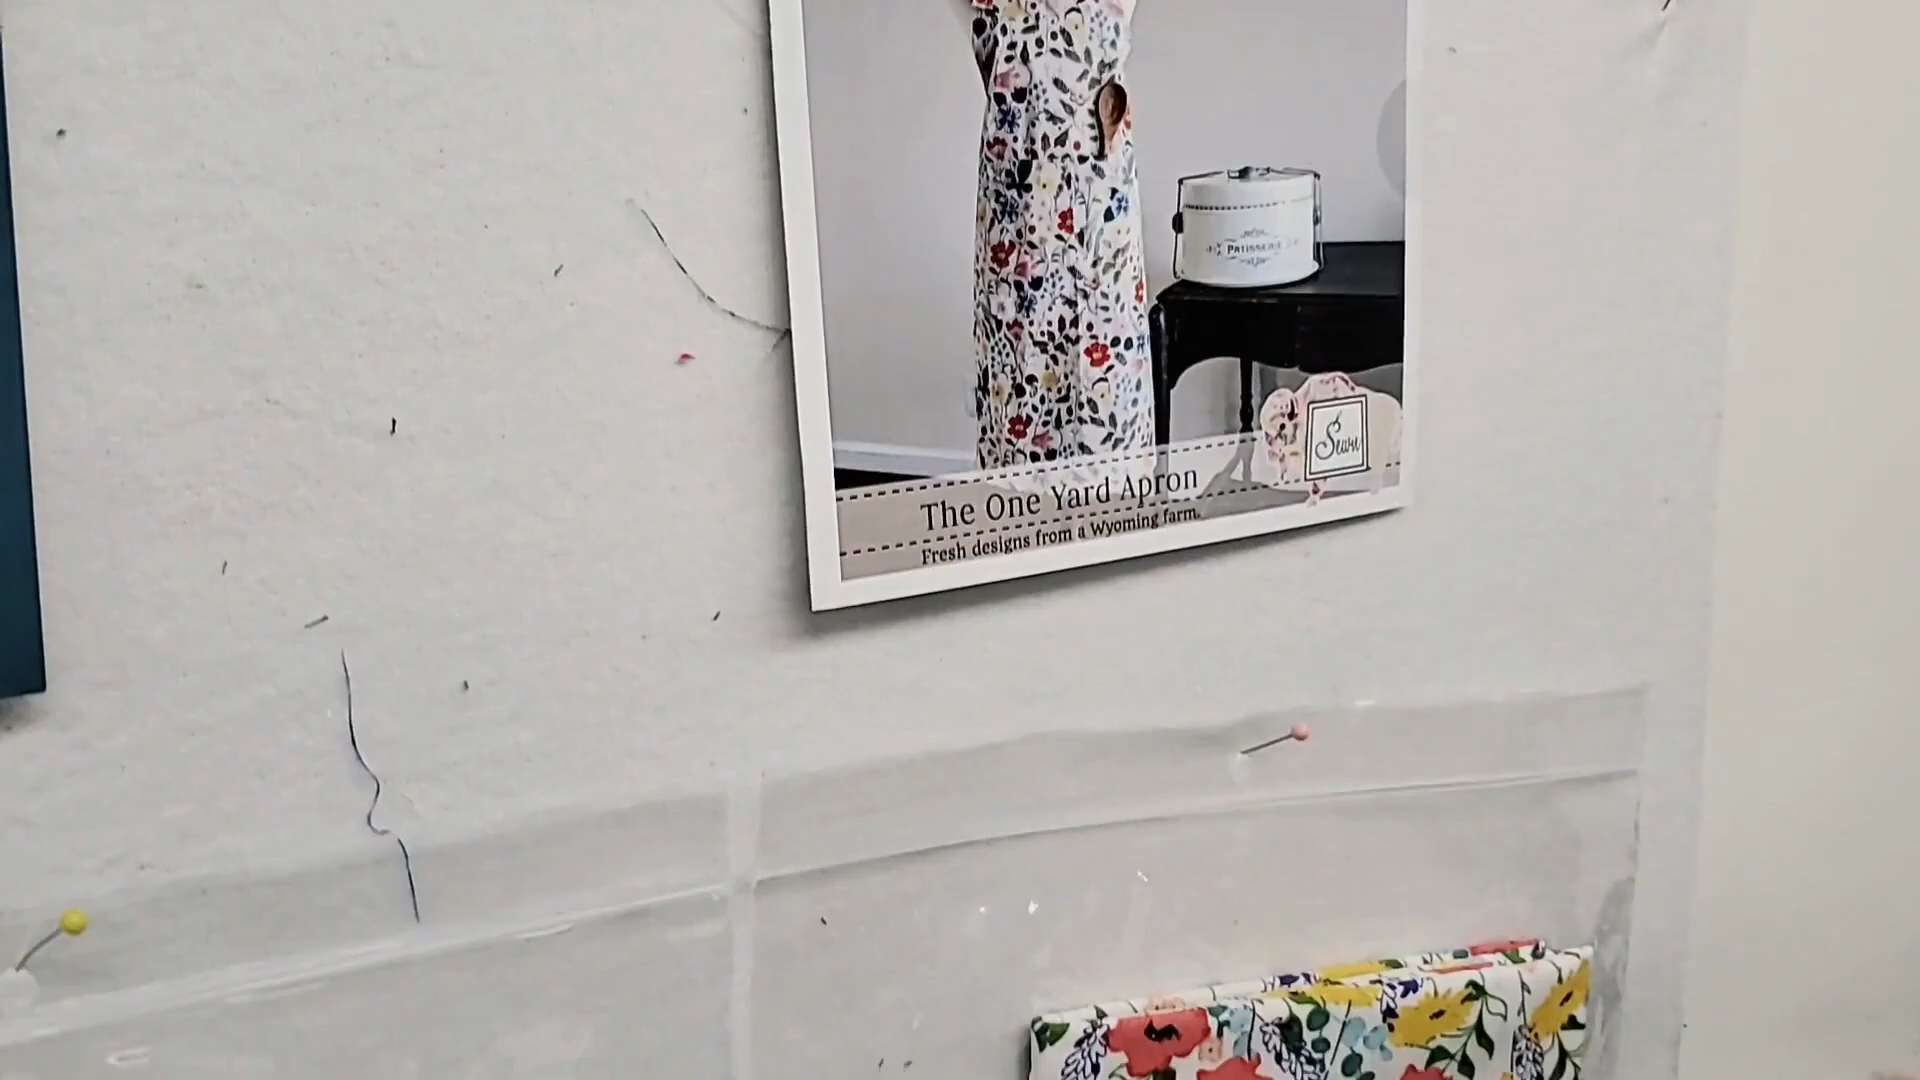 PATISSERIE
Sewn
The One Yard Apron
Fresh designs from a Wyoming farm.